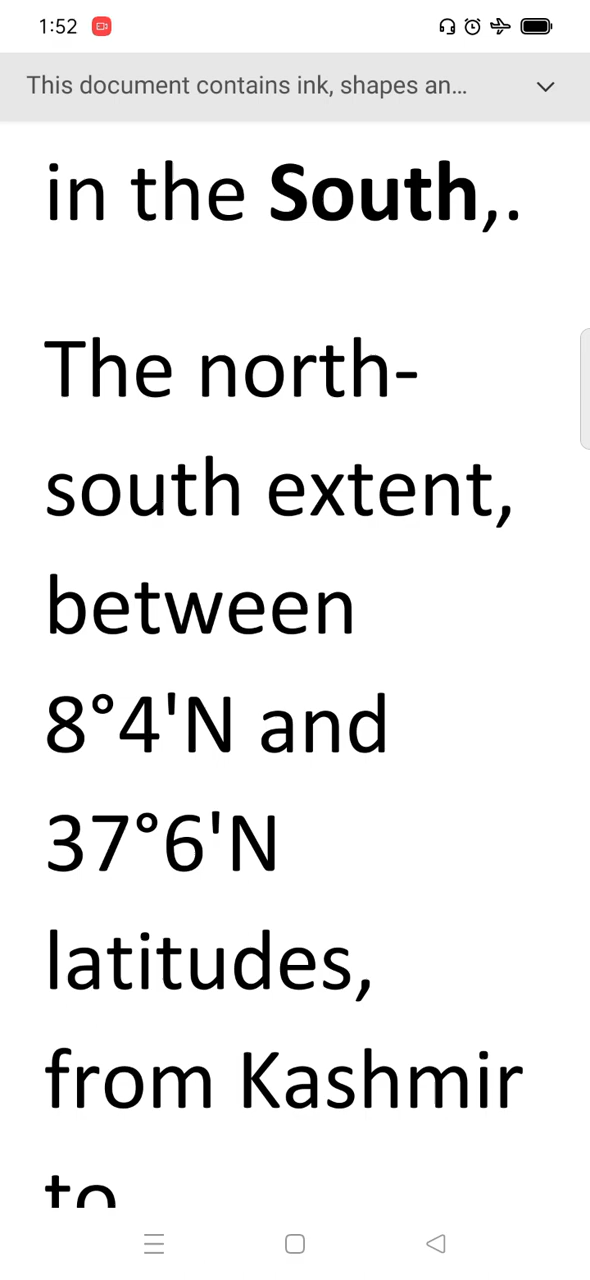 1:52
This document contains ink, shapes an...
in the South,.
The north-
south extent,
between
8°4'N and
37°6'N
latitudes,
from Kashmir
to